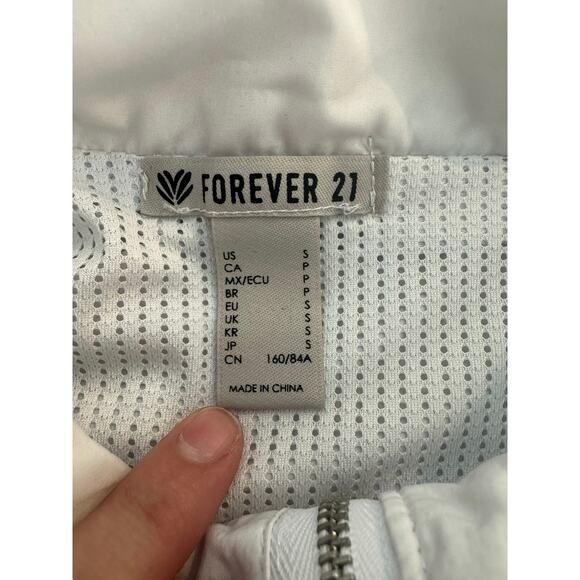 FOREVER 21
US S
CA P
MX/ECU P
BR P
EU S
UK S
KR S
JP S
CN 160/84A
MADE IN CHINA